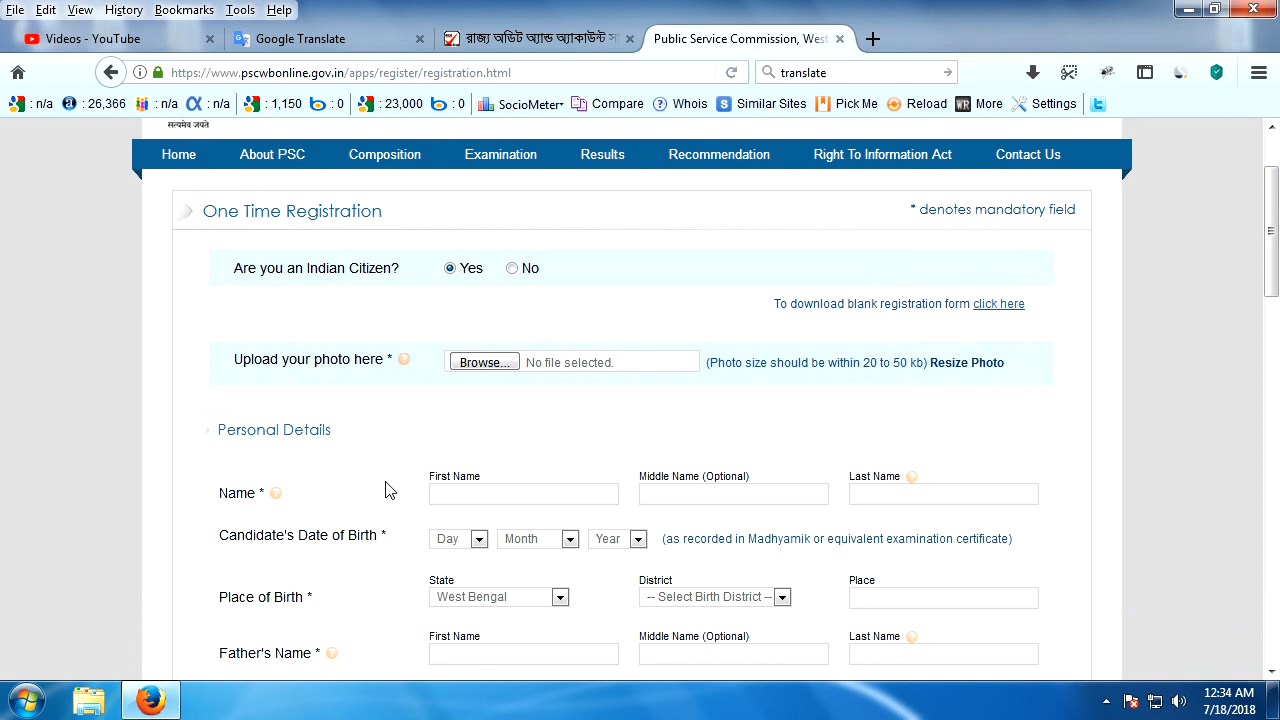 File Edit View History Bookmarks Tools Help
Videos - YouTube
Google Translate
রাজ্য অডিট অ্যান্ড অ্যাকাউন্ট সা
Public Service Commission, West
https://www.pscwbonline.gov.in/apps/register/registration.html
translate
: n/a : 26,366 : n/a : n/a : 1,150 : 0 : 23,000 : 0 SocioMeter Compare Whois Similar Sites Pick Me Reload WR More Settings
सत्यमेव जयते
Home About PSC Composition Examination Results Recommendation Right To Information Act Contact Us
One Time Registration
* denotes mandatory field
Are you an Indian Citizen? Yes No
To download blank registration form click here
Upload your photo here * ? Browse... No file selected. (Photo size should be within 20 to 50 kb) Resize Photo
Personal Details
First Name Middle Name (Optional) Last Name ?
Name * ?
Candidate's Date of Birth * Day Month Year (as recorded in Madhyamik or equivalent examination certificate)
State District Place
Place of Birth * West Bengal -- Select Birth District --
First Name Middle Name (Optional) Last Name ?
Father's Name * ?
12:34 AM
7/18/2018